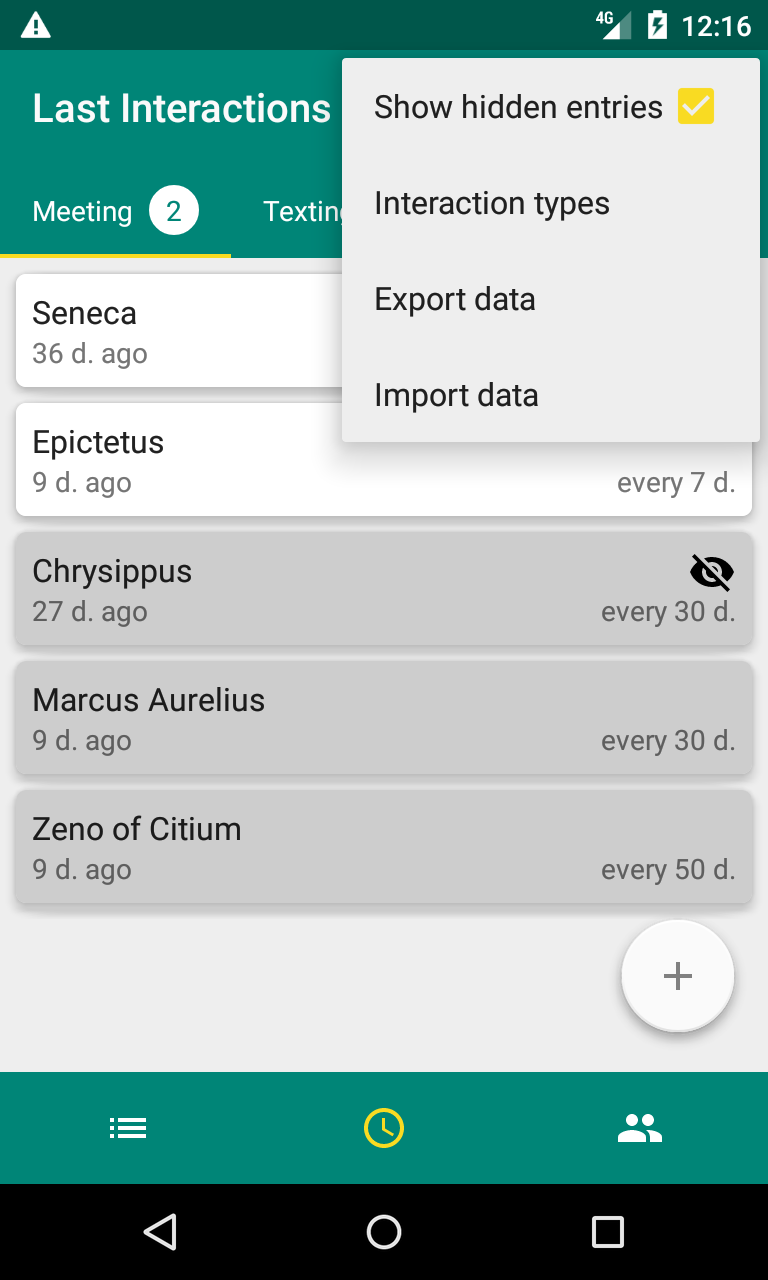 4G 12:16
Last Interactions
Show hidden entries
Meeting 2 Texting
Interaction types
Export data
Import data
Seneca
36 d. ago
Epictetus
9 d. ago every 7 d.
Chrysippus
27 d. ago every 30 d.
Marcus Aurelius
9 d. ago every 30 d.
Zeno of Citium
9 d. ago every 50 d.